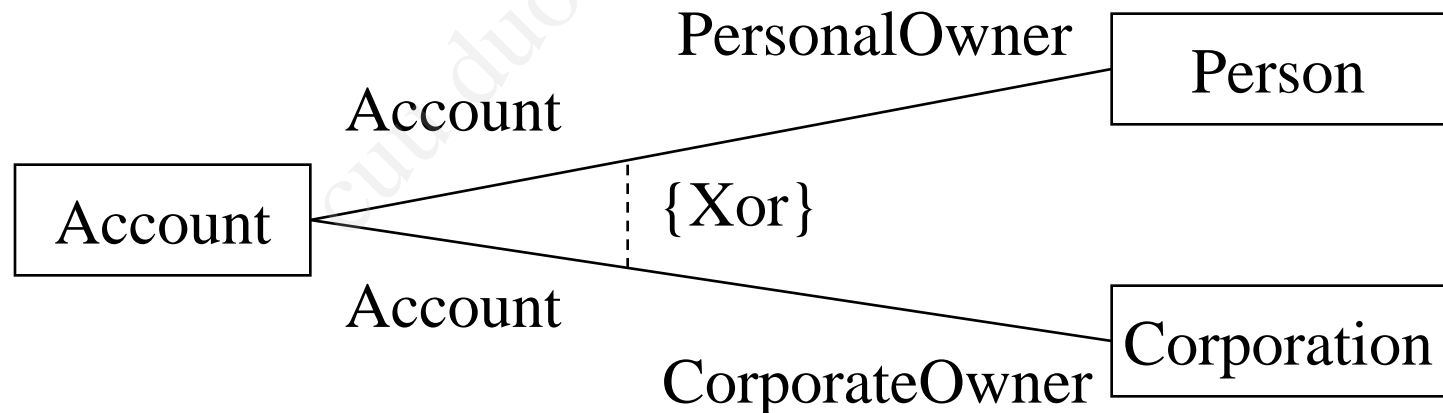 PersonalOwner
Person
Account
{Xor}
Account
Account
Corporation
CorporateOwner